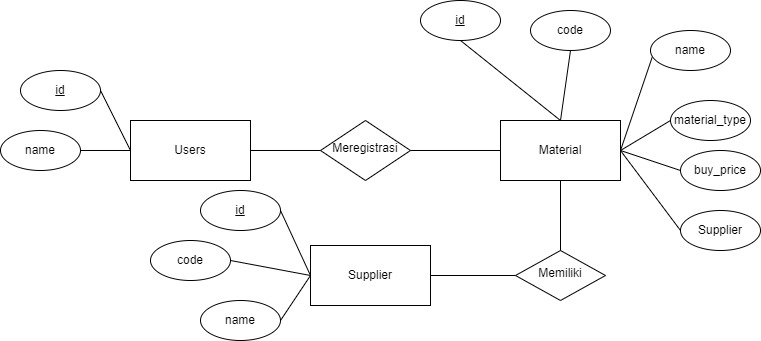 id
code
name
id
material_type
name
Users
Meregistrasi
Material
buy_price
id
Supplier
code
Supplier
Memiliki
name